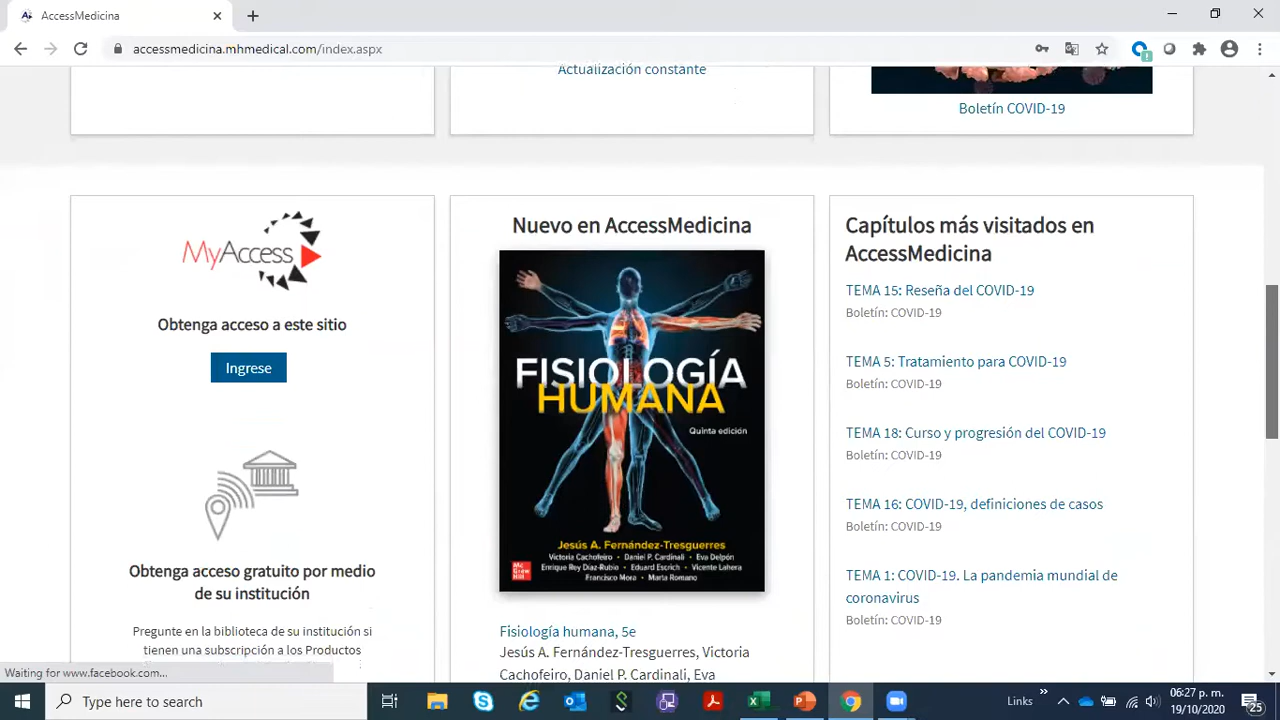 AccessMedicina
accessmedicina.mhmedical.com/index.aspx
Actualización constante
Boletín COVID-19
MyAccess
Obtenga acceso a este sitio
Ingrese
Obtenga acceso gratuito por medio
de su institución
Pregunte en la biblioteca de su institución si
tienen una subscripción a los Productos
Nuevo en AccessMedicina
FISIOLOGÍA
HUMANA
Quinta edición
Jesús A. Fernández-Tresguerres
Victoria Cachofeiro • Daniel P. Cardinali • Eva Delpón
Enrique Rey Díaz-Rubio • Eduard Escrich • Vicente Lahera
Francisco Mora • Marta Romano
Mc
Graw
Hill
Fisiología humana, 5e
Jesús A. Fernández-Tresguerres, Victoria
Cachofeiro, Daniel P. Cardinali, Eva
Capítulos más visitados en
AccessMedicina
TEMA 15: Reseña del COVID-19
Boletín: COVID-19
TEMA 5: Tratamiento para COVID-19
Boletín: COVID-19
TEMA 18: Curso y progresión del COVID-19
Boletín: COVID-19
TEMA 16: COVID-19, definiciones de casos
Boletín: COVID-19
TEMA 1: COVID-19. La pandemia mundial de
coronavirus
Boletín: COVID-19
Waiting for www.facebook.com...
Type here to search
Links
06:27 p. m.
19/10/2020
25